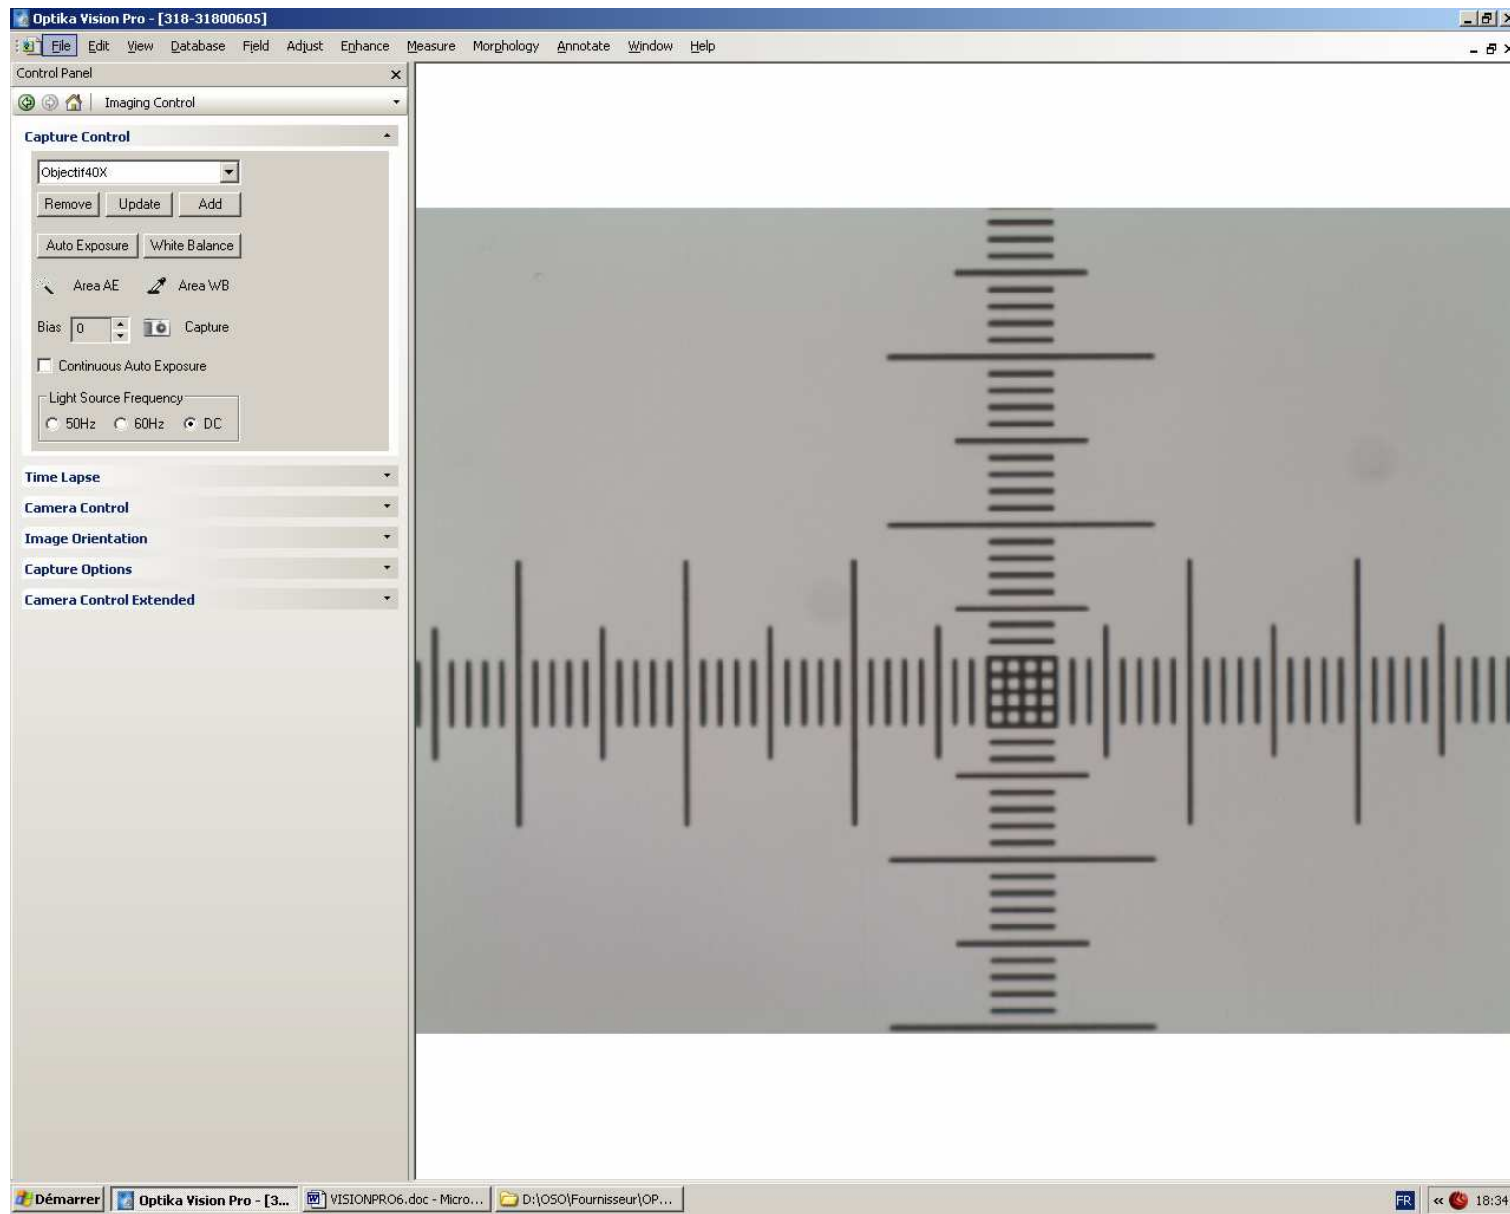 Optika Vision Pro - [318-31800605]
File Edit View Database Field Adjust Enhance Measure Morphology Annotate Window Help
Control Panel
Imaging Control
Capture Control
Objectif40X
Remove Update Add
Auto Exposure White Balance
Area AE Area WB
Bias 0 Capture
Continuous Auto Exposure
Light Source Frequency
50Hz 60Hz DC
Time Lapse
Camera Control
Image Orientation
Capture Options
Camera Control Extended
Démarrer Optika Vision Pro - [3... VISIONPRO6.doc - Micro... D:\OSO\Fournisseur\OP... FR « 18:34